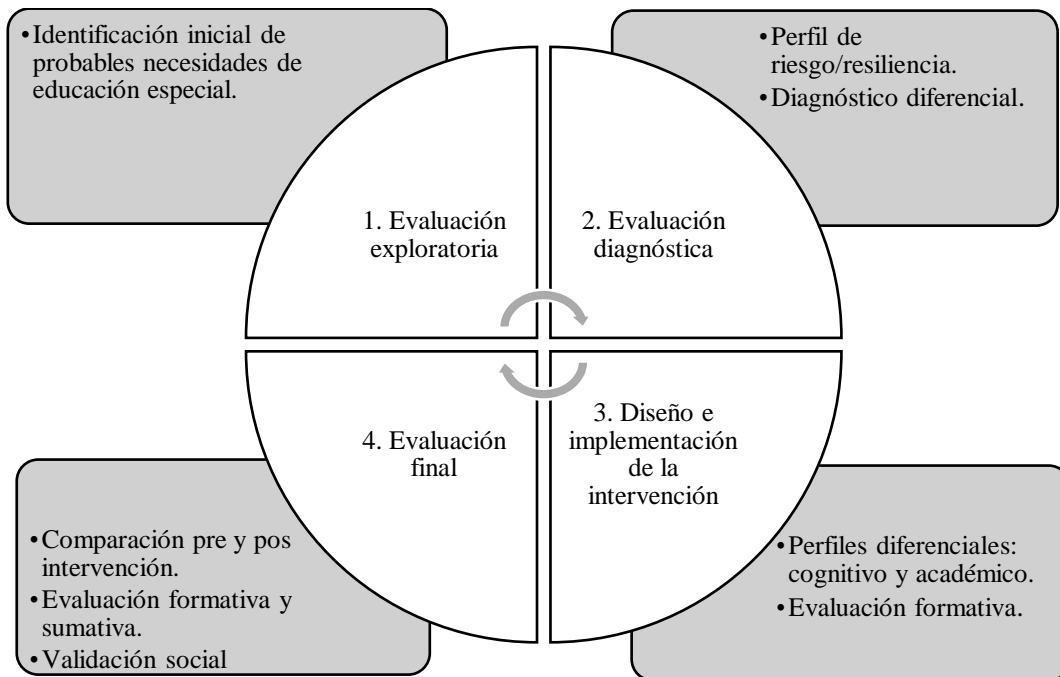 •Identificación inicial de
probables necesidades de
educación especial.
•Perfil de
riesgo/resiliencia.
•Diagnóstico diferencial.
1. Evaluación
exploratoria
2. Evaluación
diagnóstica
4. Evaluación
final
3. Diseño e
implementación
de la
intervención
•Comparación pre y pos
intervención.
•Evaluación formativa y
sumativa.
•Validación social
•Perfiles diferenciales:
cognitivo y académico.
•Evaluación formativa.